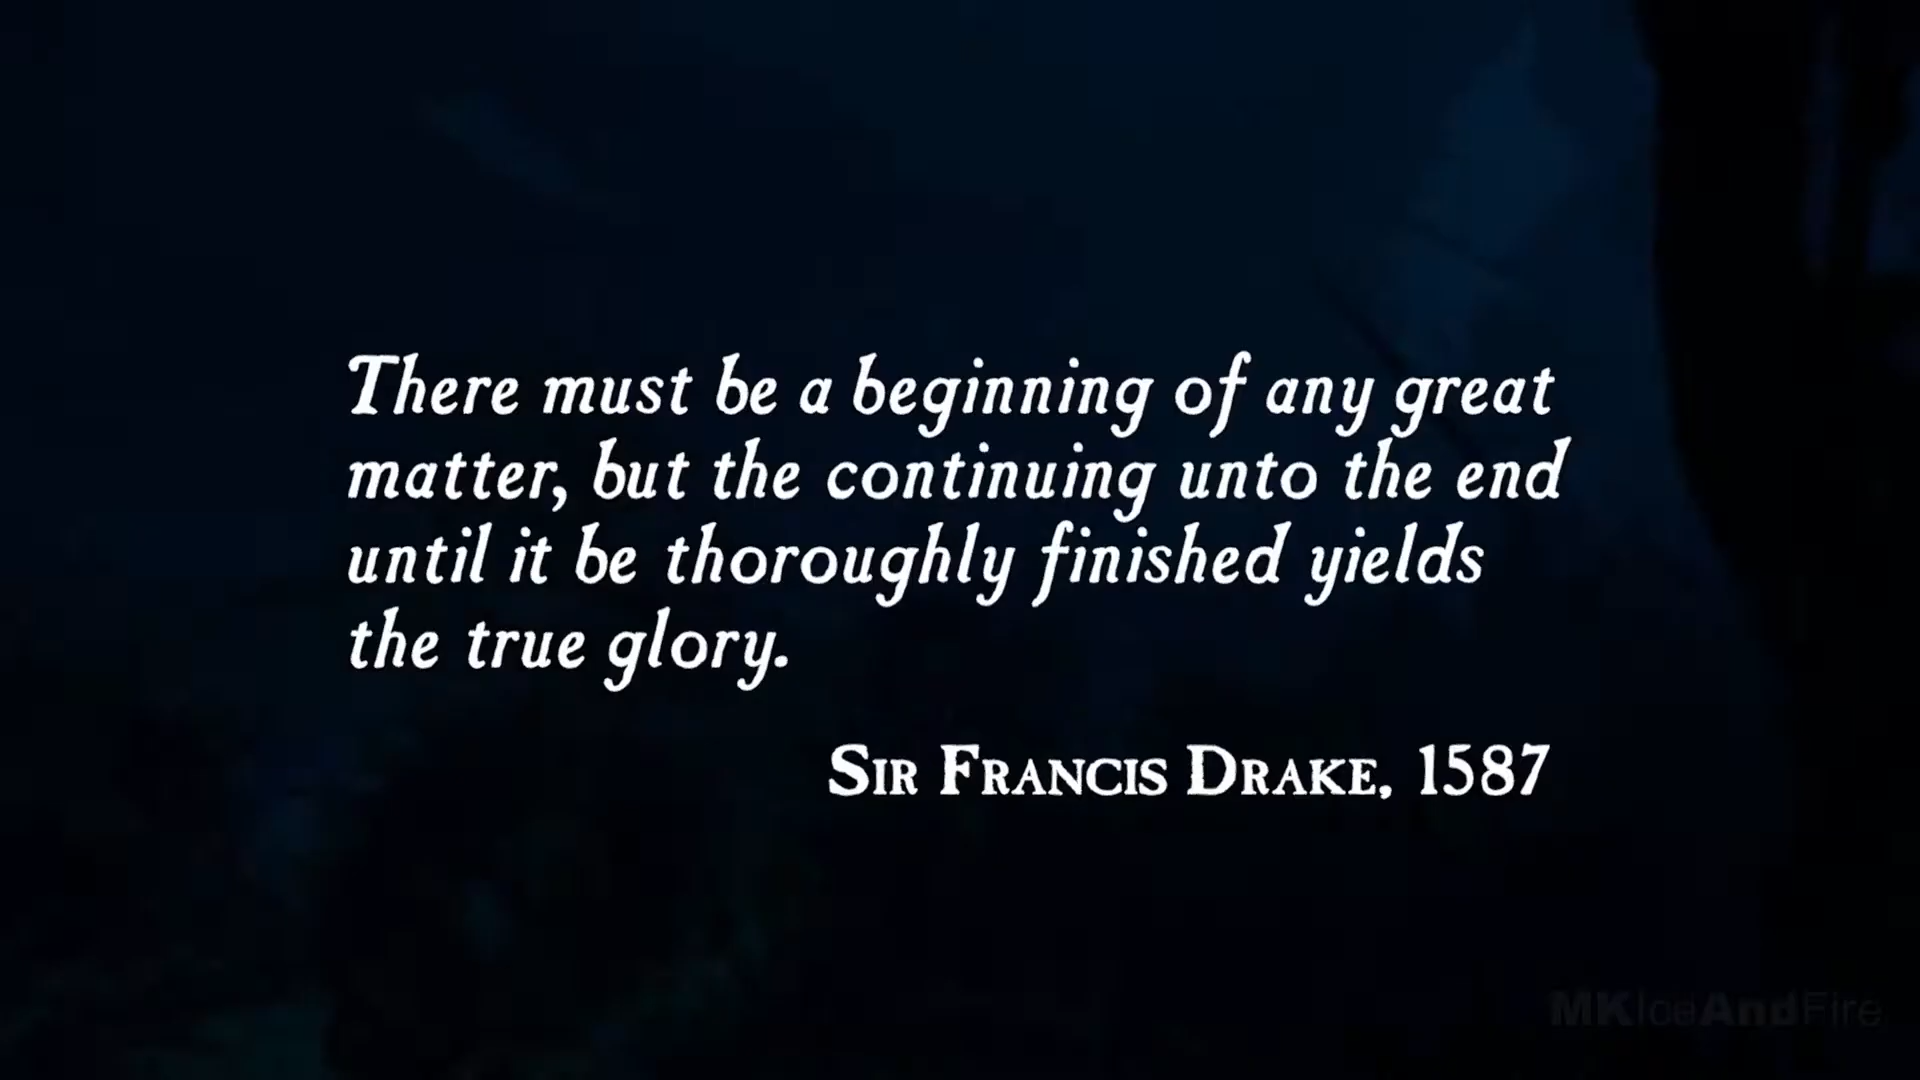 There must be a beginning of any great
matter, but the continuing unto the end
until it be thoroughly finished yields
the true glory.
Sir Francis Drake, 1587
MKIceAndFire